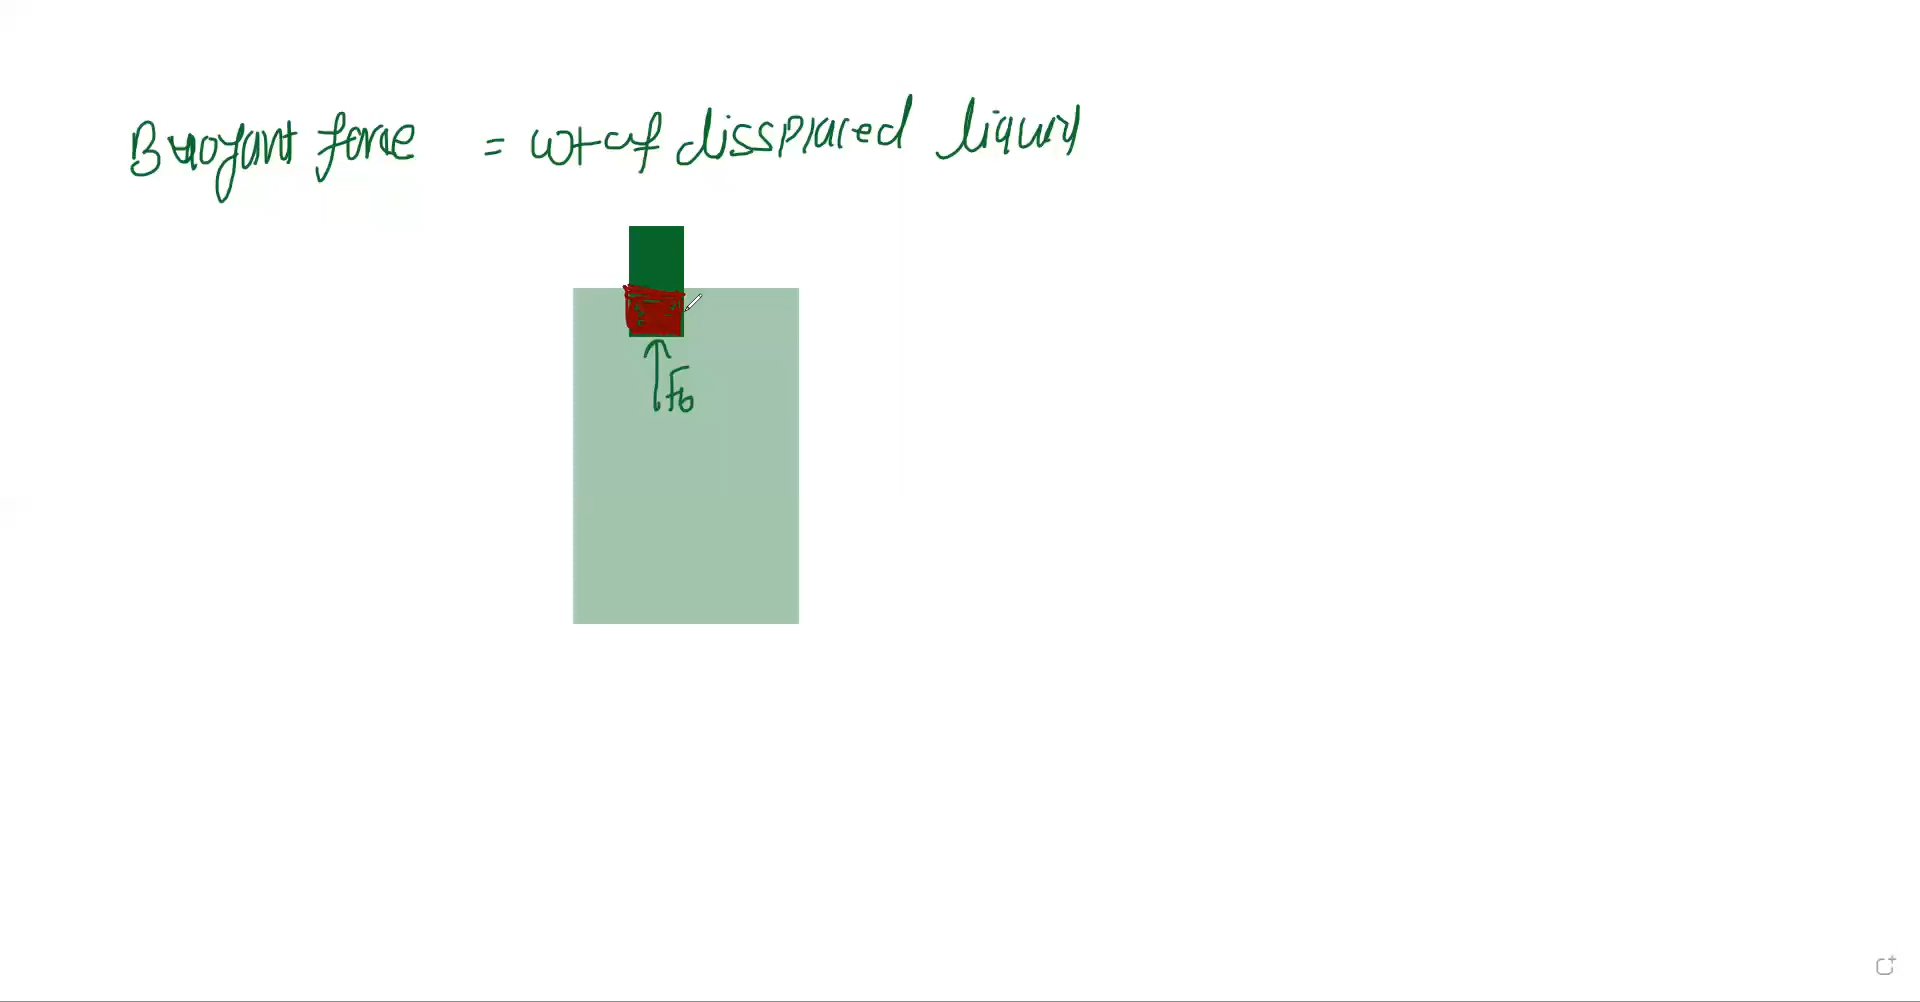 Buoyant force = wt of dissplaced liquid
Fb